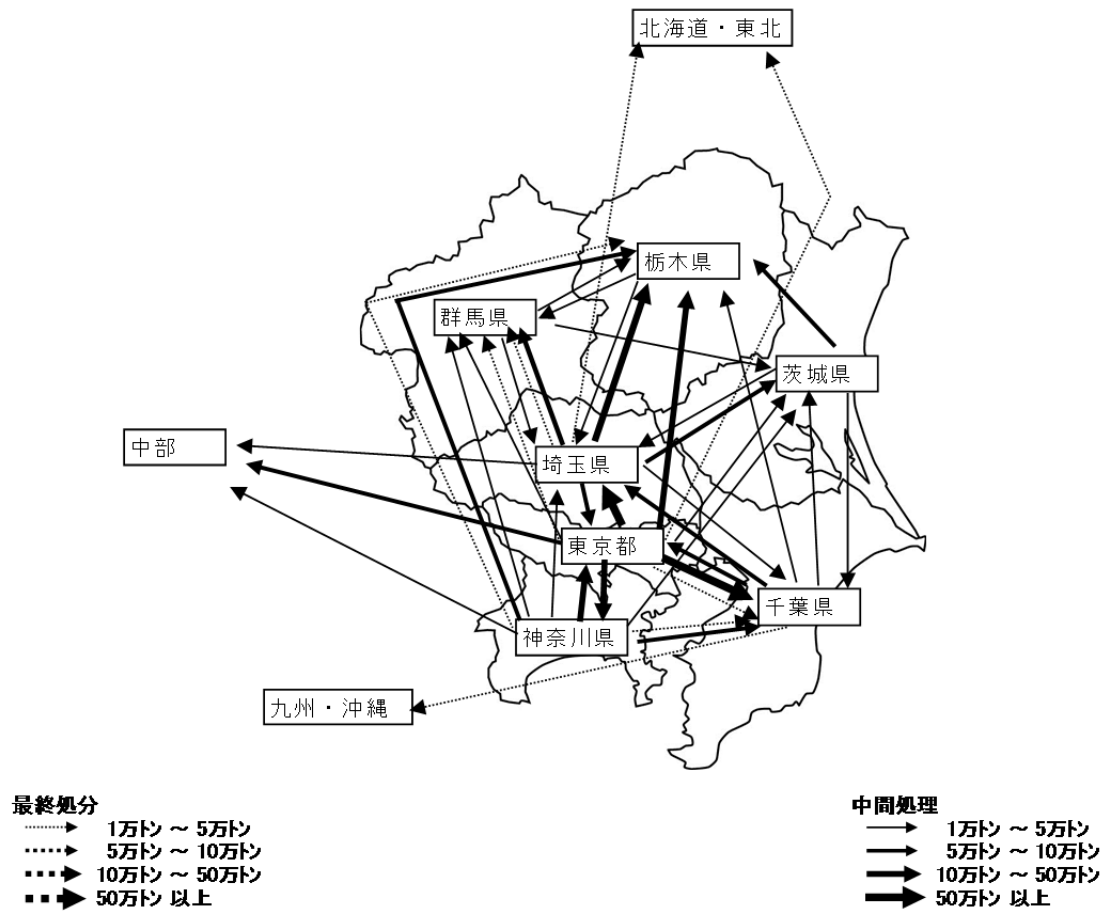 北海道・東北
栃木県
群馬県
茨城県
中部
埼玉県
東京都
千葉県
神奈川県
九州・沖縄
最終処分
1万トン ～ 5万トン
5万トン ～ 10万トン
10万トン ～ 50万トン
50万トン 以上
中間処理
1万トン ～ 5万トン
5万トン ～ 10万トン
10万トン ～ 50万トン
50万トン 以上